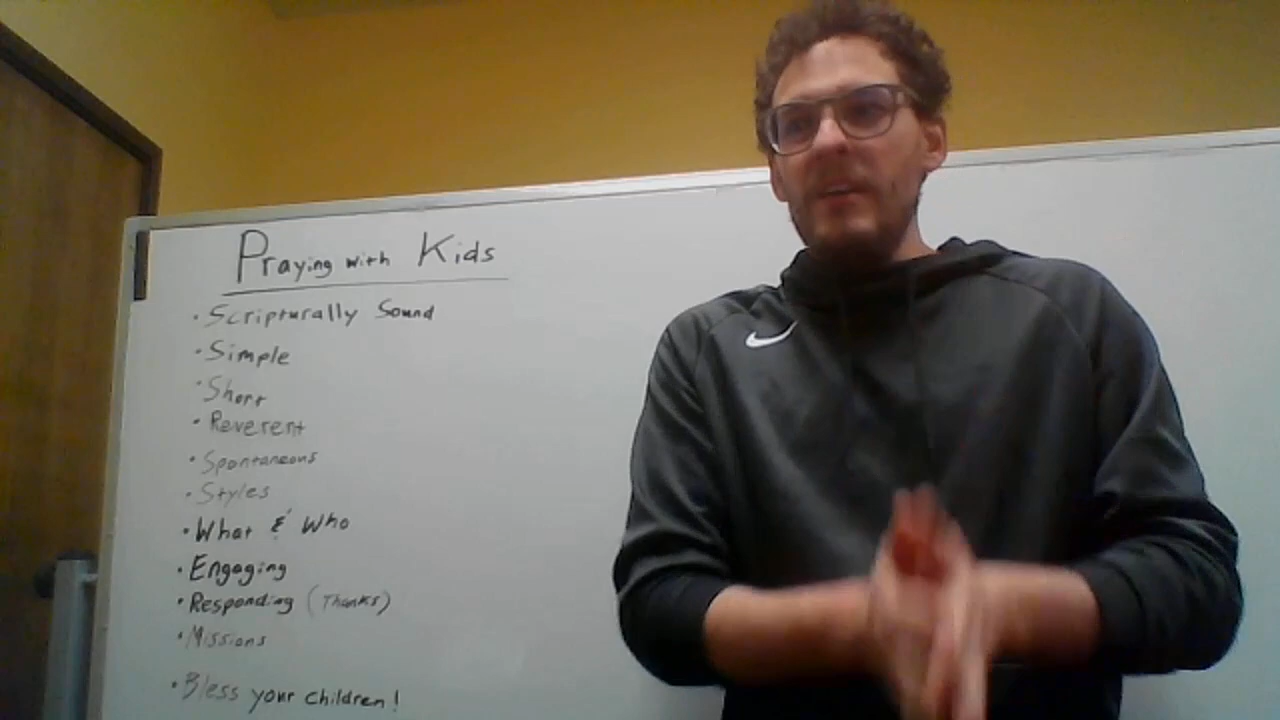 Praying with Kids
• Scripturally Sound
• Simple
• Short
• Reverent
• Spontaneous
• Styles
• What & Who
• Engaging
• Responding (Thanks)
• Missions
• Bless your children!